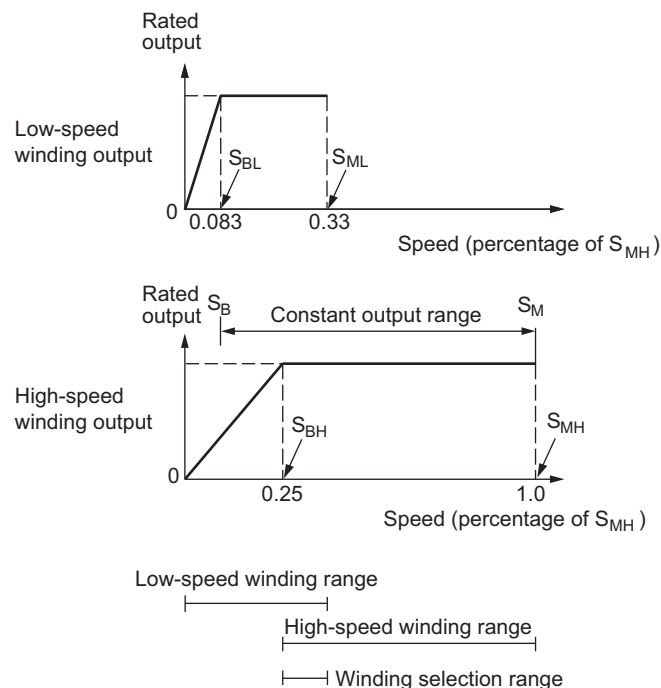 Rated
output
Low-speed
winding output
S_BL
S_ML
0
0.083
0.33
Speed (percentage of S_MH)
Rated
output
S_B
Constant output range
S_M
High-speed
winding output
S_BH
S_MH
0
0.25
1.0
Speed (percentage of S_MH)
Low-speed winding range
High-speed winding range
Winding selection range